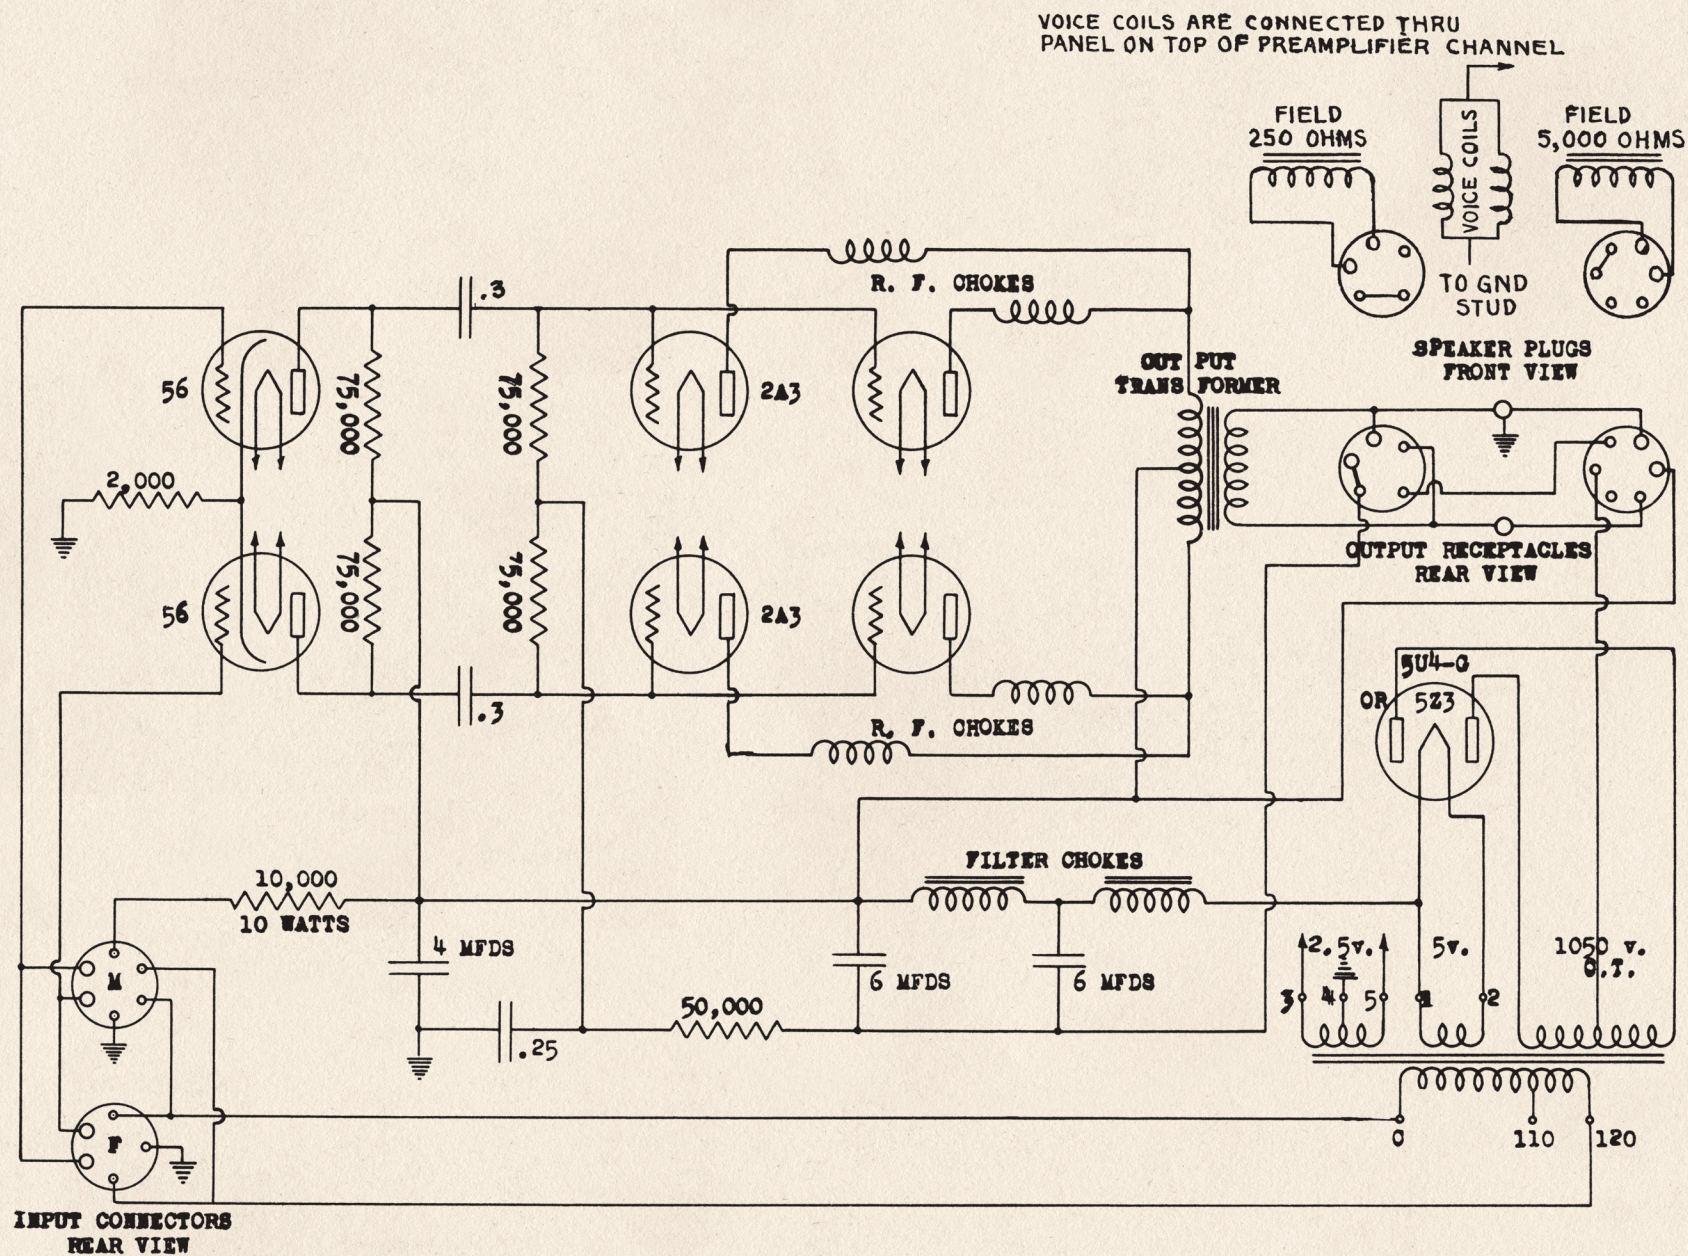 VOICE COILS ARE CONNECTED THRU
PANEL ON TOP OF PREAMPLIFIER CHANNEL
FIELD
250 OHMS
VOICE COILS
FIELD
5,000 OHMS
TO GND
STUD
SPEAKER PLUGS
FRONT VIEW
R. F. CHOKES
.3
56
75,000
75,000
2A3
OUT PUT
TRANS FORMER
2,000
OUTPUT RECEPTACLES
REAR VIEW
56
75,000
75,000
2A3
.3
R. F. CHOKES
5U4-G
OR 5Z3
FILTER CHOKES
10,000
10 WATTS
4 MFDS
6 MFDS
6 MFDS
2.5v.
5v.
1050 v.
C.T.
3
4
5
1
2
M
50,000
.25
F
0
110
120
INPUT CONNECTORS
REAR VIEW